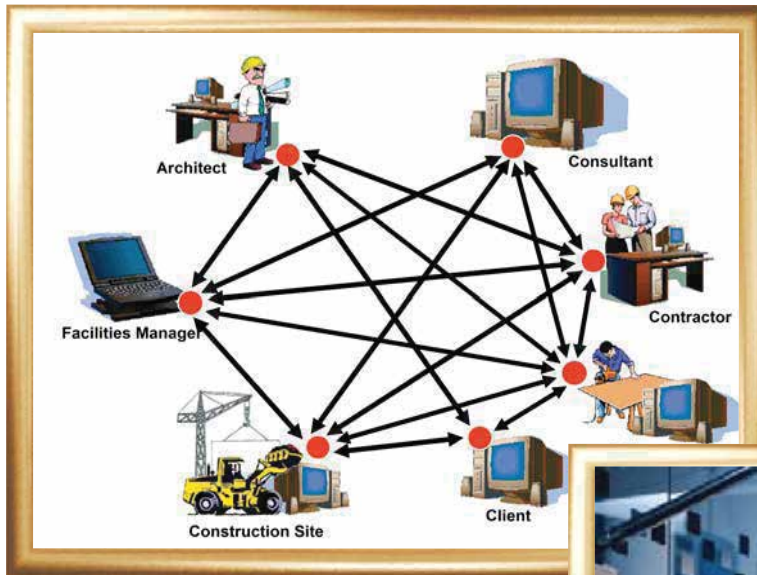 Architect
Consultant
Contractor
Facilities Manager
Client
Construction Site